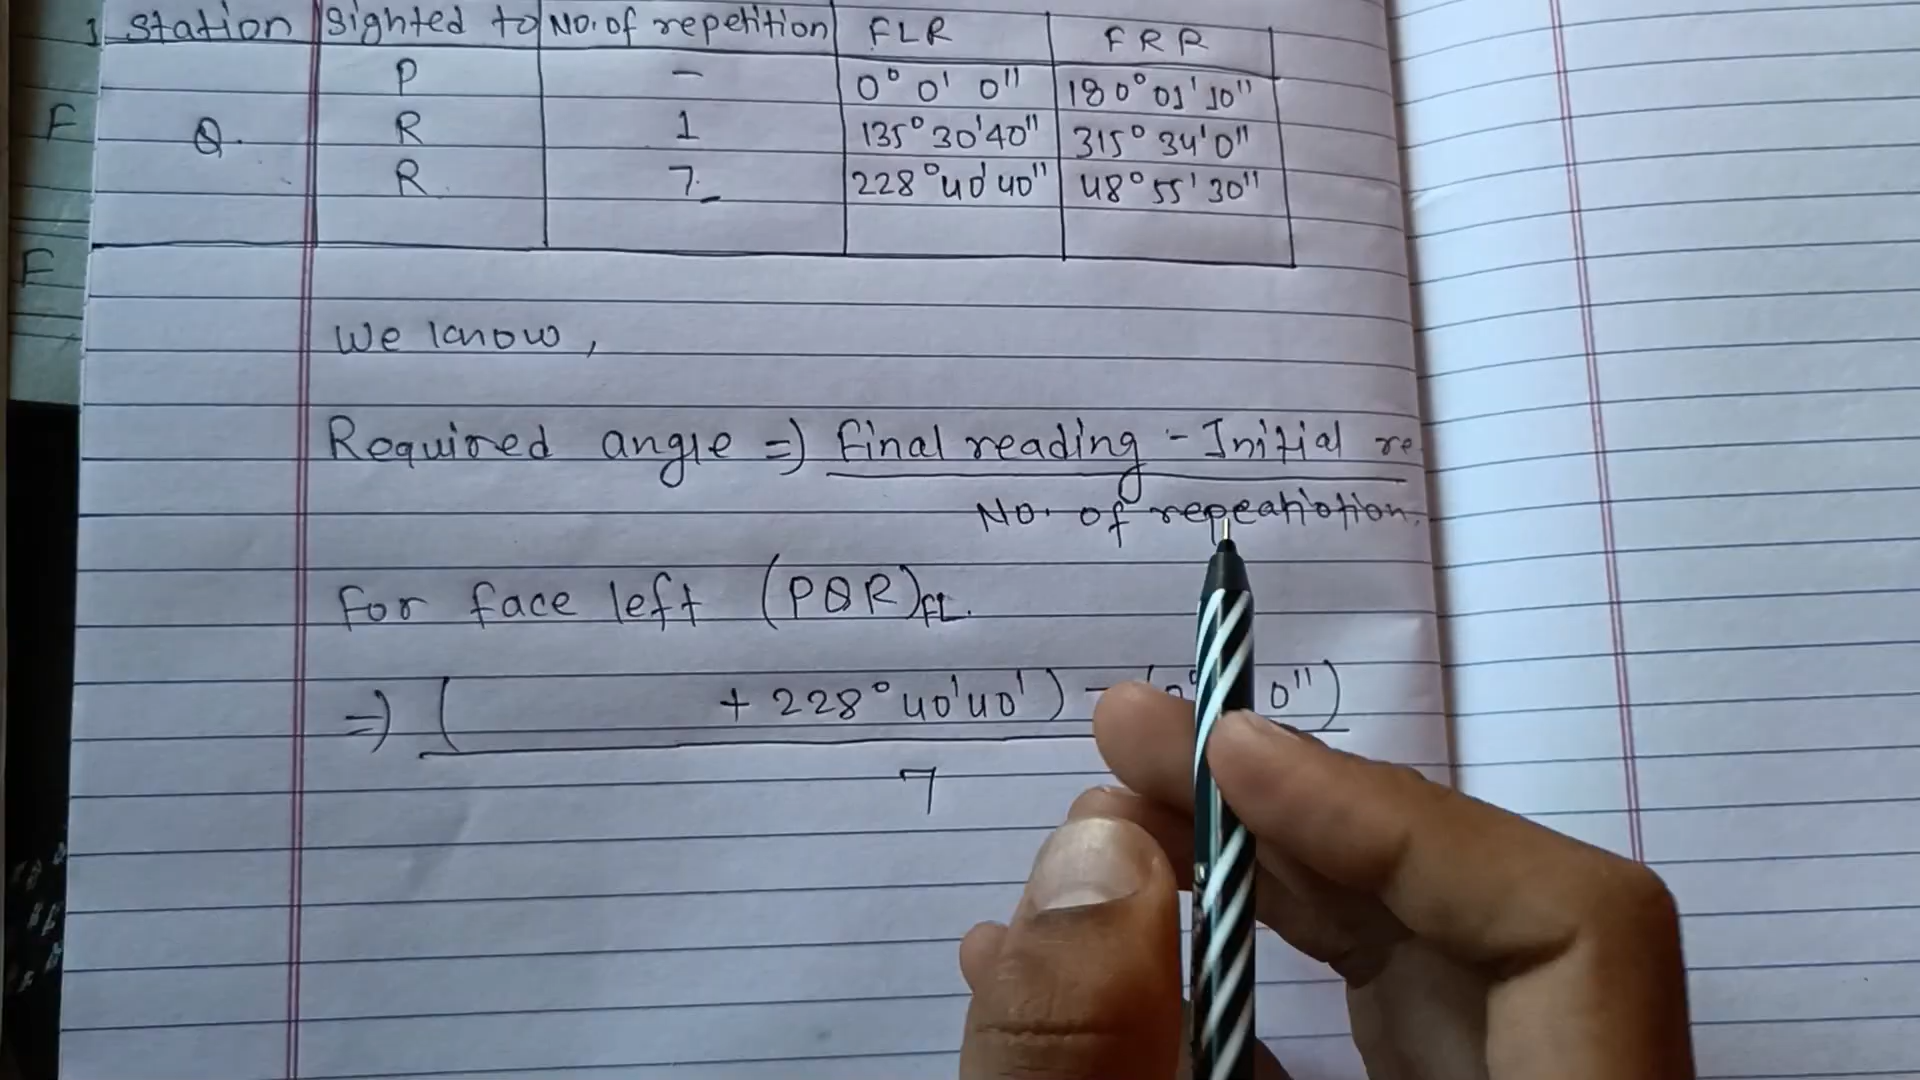 Station Sighted to No. of repetition FLR FRR
P - 0° 0' 0" 180° 01' 10"
Q. R 1 135° 30' 40" 315° 34' 0"
R. 7. 228° 40' 40" 48° 55' 30"
F
F
We know,
Required angle => Final reading - Initial re
No. of repeatiotion.
For face left (PQR)FL.
=> ( + 228° 40' 40') - 0" )
7